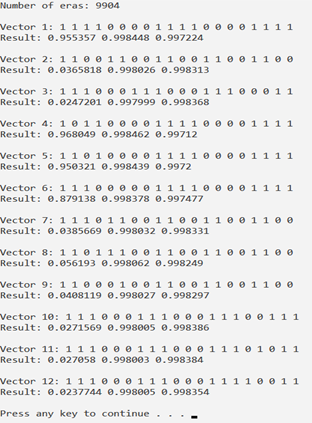 Number of eras: 9904
Vector 1: 1 1 1 1 0 0 0 0 1 1 1 1 0 0 0 0 1 1 1 1
Result: 0.955357 0.998448 0.997224
Vector 2: 1 1 0 0 1 1 0 0 1 1 0 0 1 1 0 0 1 1 0 0
Result: 0.0365818 0.998026 0.998313
Vector 3: 1 1 1 0 0 0 1 1 1 0 0 0 1 1 1 0 0 0 1 1
Result: 0.0247201 0.997999 0.998368
Vector 4: 1 0 1 1 0 0 0 0 1 1 1 1 0 0 0 0 1 1 1 1
Result: 0.968049 0.998462 0.99712
Vector 5: 1 1 0 1 0 0 0 0 1 1 1 1 0 0 0 0 1 1 1 1
Result: 0.950321 0.998439 0.9972
Vector 6: 1 1 1 0 0 0 0 0 1 1 1 1 0 0 0 0 1 1 1 1
Result: 0.879138 0.998378 0.997477
Vector 7: 1 1 1 0 1 1 0 0 1 1 0 0 1 1 0 0 1 1 0 0
Result: 0.0385669 0.998032 0.998331
Vector 8: 1 1 0 1 1 1 0 0 1 1 0 0 1 1 0 0 1 1 0 0
Result: 0.056193 0.998062 0.998249
Vector 9: 1 1 0 0 0 1 0 0 1 1 0 0 1 1 0 0 1 1 0 0
Result: 0.0408119 0.998027 0.998297
Vector 10: 1 1 1 0 0 0 1 1 1 0 0 0 1 1 1 0 0 1 1 1
Result: 0.0271569 0.998005 0.998386
Vector 11: 1 1 1 0 0 0 1 1 1 0 0 0 1 1 1 0 1 0 1 1
Result: 0.027058 0.998003 0.998384
Vector 12: 1 1 1 0 0 0 1 1 1 0 0 0 1 1 1 1 0 0 1 1
Result: 0.0237744 0.998005 0.998354
Press any key to continue . . .